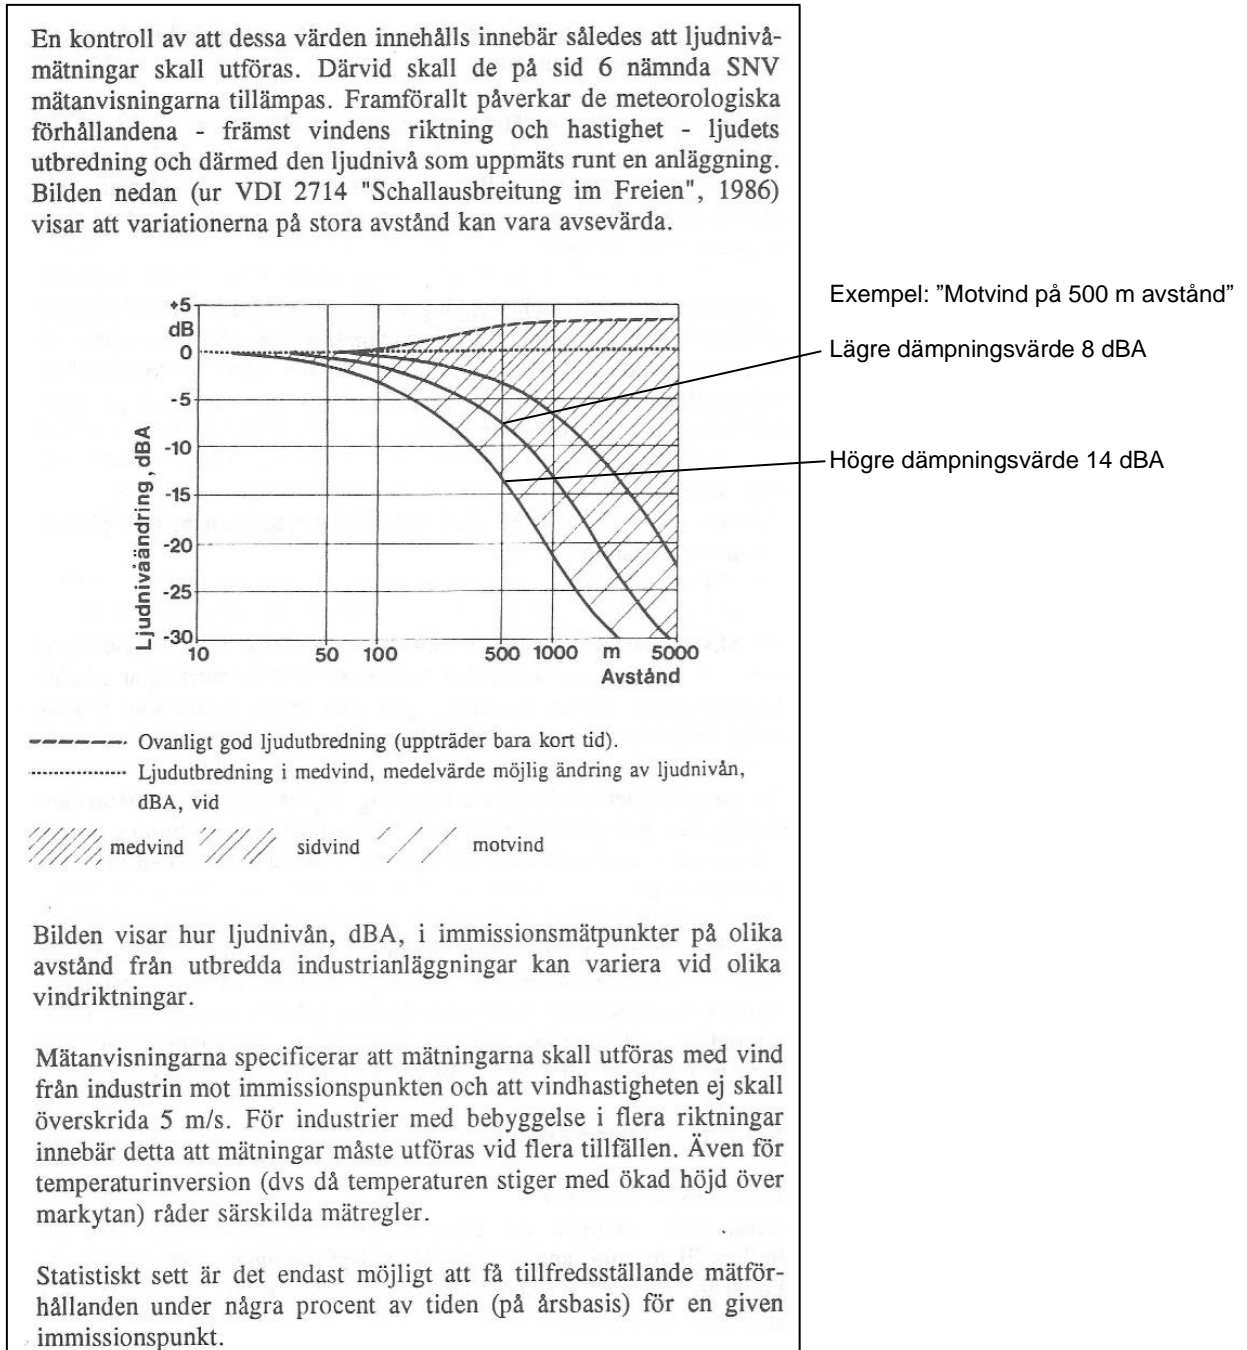 En kontroll av att dessa värden innehålls innebär således att ljudnivå-
mätningar skall utföras. Därvid skall de på sid 6 nämnda SNV
mätanvisningarna tillämpas. Framförallt påverkar de meteorologiska
förhållandena - främst vindens riktning och hastighet - ljudets
utbredning och därmed den ljudnivå som uppmäts runt en anläggning.
Bilden nedan (ur VDI 2714 "Schallausbreitung im Freien", 1986)
visar att variationerna på stora avstånd kan vara avsevärda.
Exempel: ”Motvind på 500 m avstånd”
Lägre dämpningsvärde 8 dBA
Högre dämpningsvärde 14 dBA
Ljudnivåändring, dBA
+5
dB
0
-5
-10
-15
-20
-25
-30
10 50 100 500 1000 m 5000
Avstånd
Ovanligt god ljudutbredning (uppträder bara kort tid).
Ljudutbredning i medvind, medelvärde möjlig ändring av ljudnivån,
dBA, vid
medvind sidvind motvind
Bilden visar hur ljudnivån, dBA, i immissionsmätpunkter på olika
avstånd från utbredda industrianläggningar kan variera vid olika
vindriktningar.
Mätanvisningarna specificerar att mätningarna skall utföras med vind
från industrin mot immissionspunkten och att vindhastigheten ej skall
överskrida 5 m/s. För industrier med bebyggelse i flera riktningar
innebär detta att mätningar måste utföras vid flera tillfällen. Även för
temperaturinversion (dvs då temperaturen stiger med ökad höjd över
markytan) råder särskilda mätregler.
Statistiskt sett är det endast möjligt att få tillfredsställande mätför-
hållanden under några procent av tiden (på årsbasis) för en given
immissionspunkt.